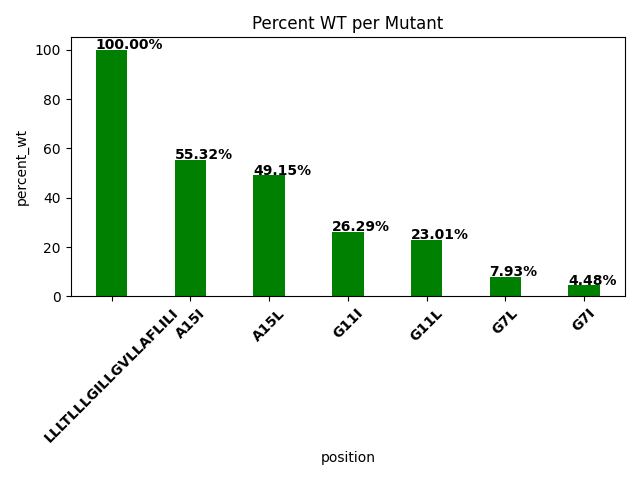 Percent WT per Mutant
percent_wt
100
80
60
40
20
0
100.00%
55.32%
49.15%
26.29%
23.01%
7.93%
4.48%
LLLTLLLGILLGVLLAFLILI
A15I
A15L
G11I
G11L
G7L
G7I
position